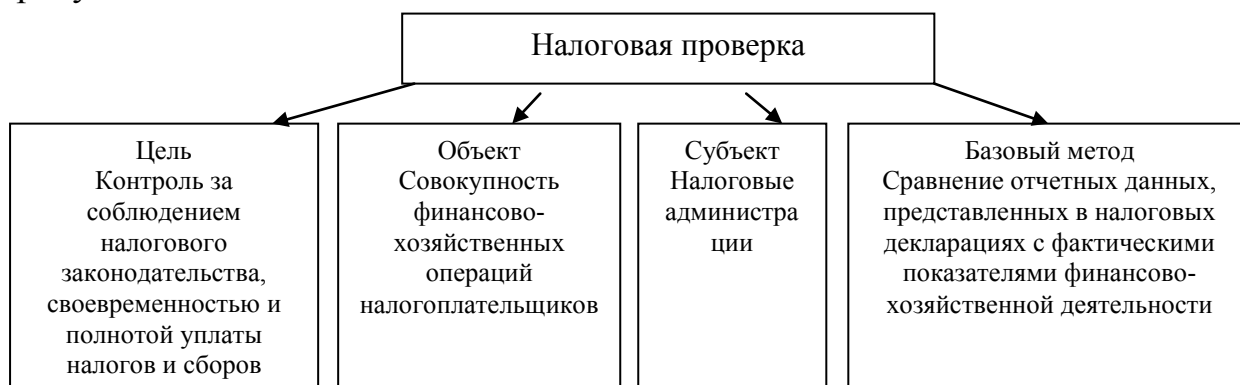 Налоговая проверка
Цель
Контроль за
соблюдением
налогового
законодательства,
своевременностью и
полнотой уплаты
налогов и сборов
Объект
Совокупность
финансово-
хозяйственных
операций
налогоплательщиков
Субъект
Налоговые
администра
ции
Базовый метод
Сравнение отчетных данных,
представленных в налоговых
декларациях с фактическими
показателями финансово-
хозяйственной деятельности